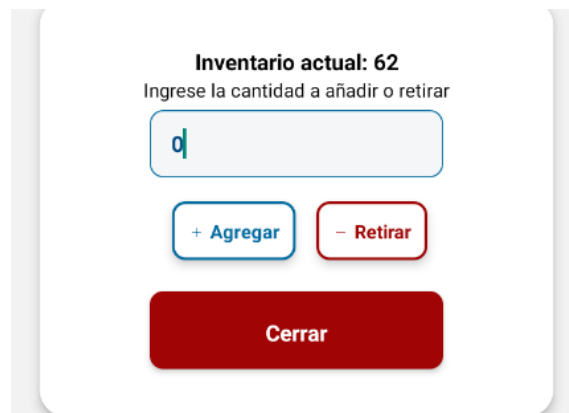 Inventario actual: 62
Ingrese la cantidad a añadir o retirar
0
+ Agregar
− Retirar
Cerrar